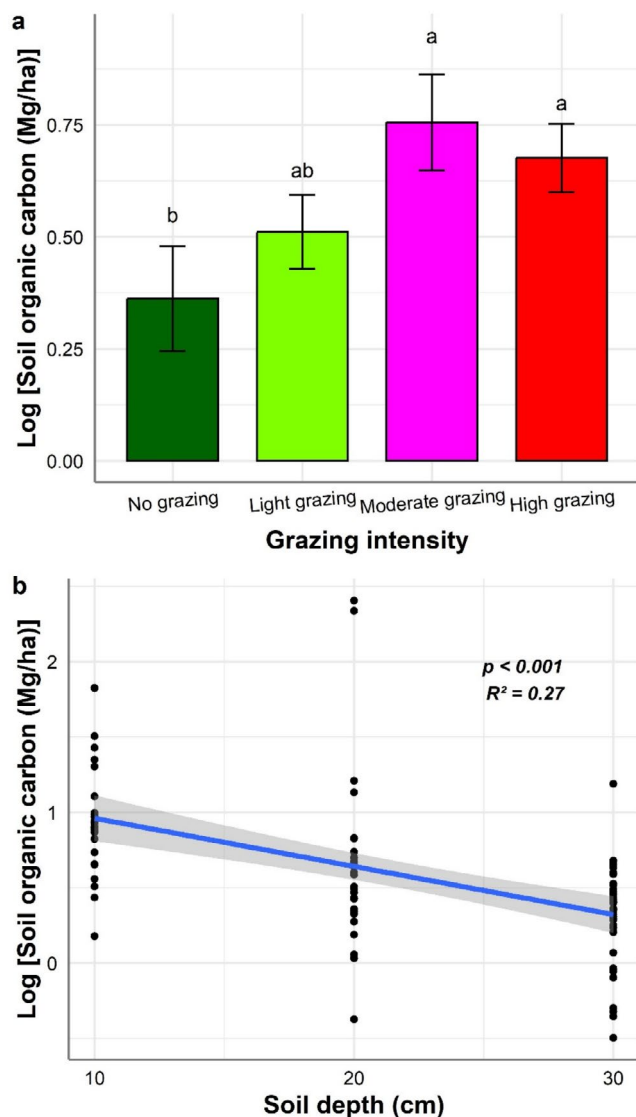 a
Log [Soil organic carbon (Mg/ha)]
0.75
0.50
0.25
0.00
b
ab
a
a
No grazing
Light grazing
Moderate grazing
High grazing
Grazing intensity
b
Log [Soil organic carbon (Mg/ha)]
2
1
0
p < 0.001
R² = 0.27
10
20
30
Soil depth (cm)